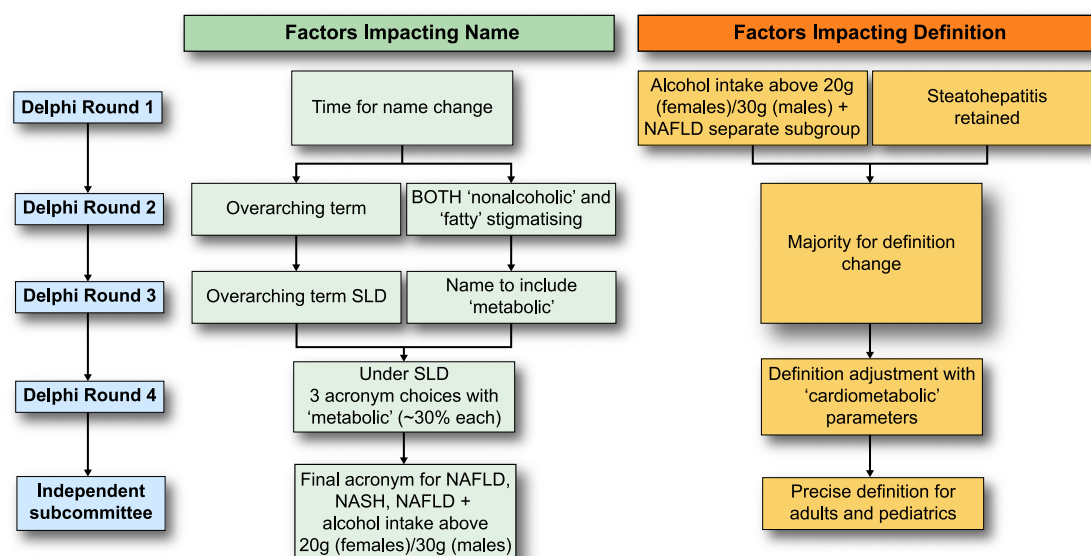 Factors Impacting Name
Factors Impacting Definition
Delphi Round 1
Time for name change
Alcohol intake above 20g
(females)/30g (males) +
NAFLD separate subgroup
Steatohepatitis
retained
Delphi Round 2
Overarching term
BOTH ‘nonalcoholic’ and
‘fatty’ stigmatising
Majority for definition
change
Delphi Round 3
Overarching term SLD
Name to include
‘metabolic’
Delphi Round 4
Under SLD
3 acronym choices with
‘metabolic’ (~30% each)
Definition adjustment with
‘cardiometabolic’
parameters
Independent
subcommittee
Final acronym for NAFLD,
NASH, NAFLD +
alcohol intake above
20g (females)/30g (males)
Precise definition for
adults and pediatrics